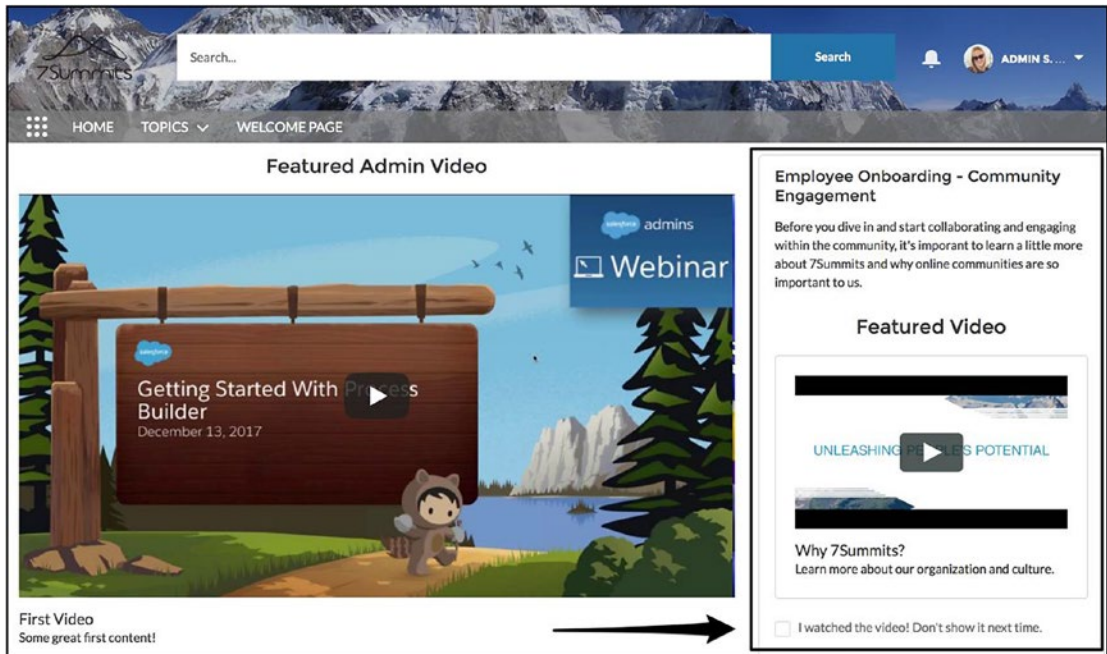 7Summits
Search...
Search
ADMIN S. ...
HOME
TOPICS
WELCOME PAGE
Featured Admin Video
salesforce admins
Webinar
salesforce
Getting Started With Process
Builder
December 13, 2017
First Video
Some great first content!
Employee Onboarding - Community
Engagement
Before you dive in and start collaborating and engaging
within the community, it's imporant to learn a little more
about 7Summits and why online communities are so
important to us.
Featured Video
UNLEASHING PEOPLE'S POTENTIAL
Why 7Summits?
Learn more about our organization and culture.
I watched the video! Don't show it next time.